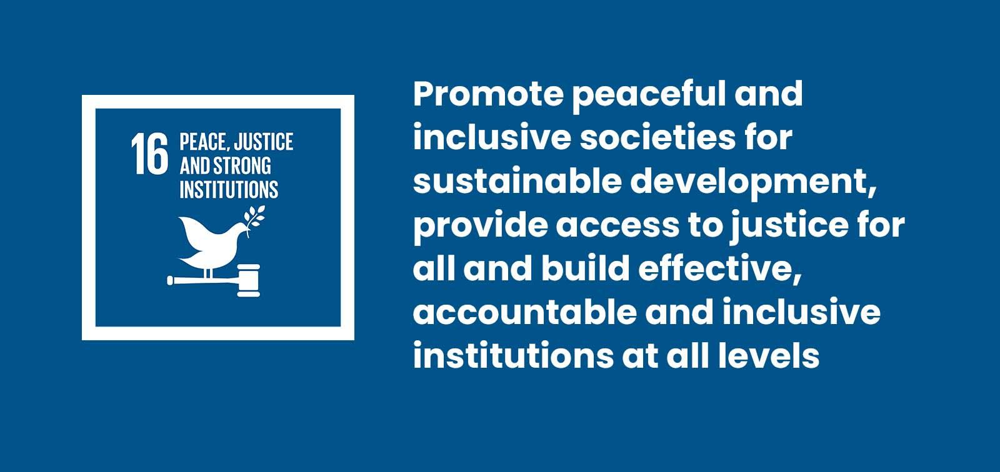 16
PEACE, JUSTICE
AND STRONG
INSTITUTIONS
Promote peaceful and
inclusive societies for
sustainable development,
provide access to justice for
all and build effective,
accountable and inclusive
institutions at all levels